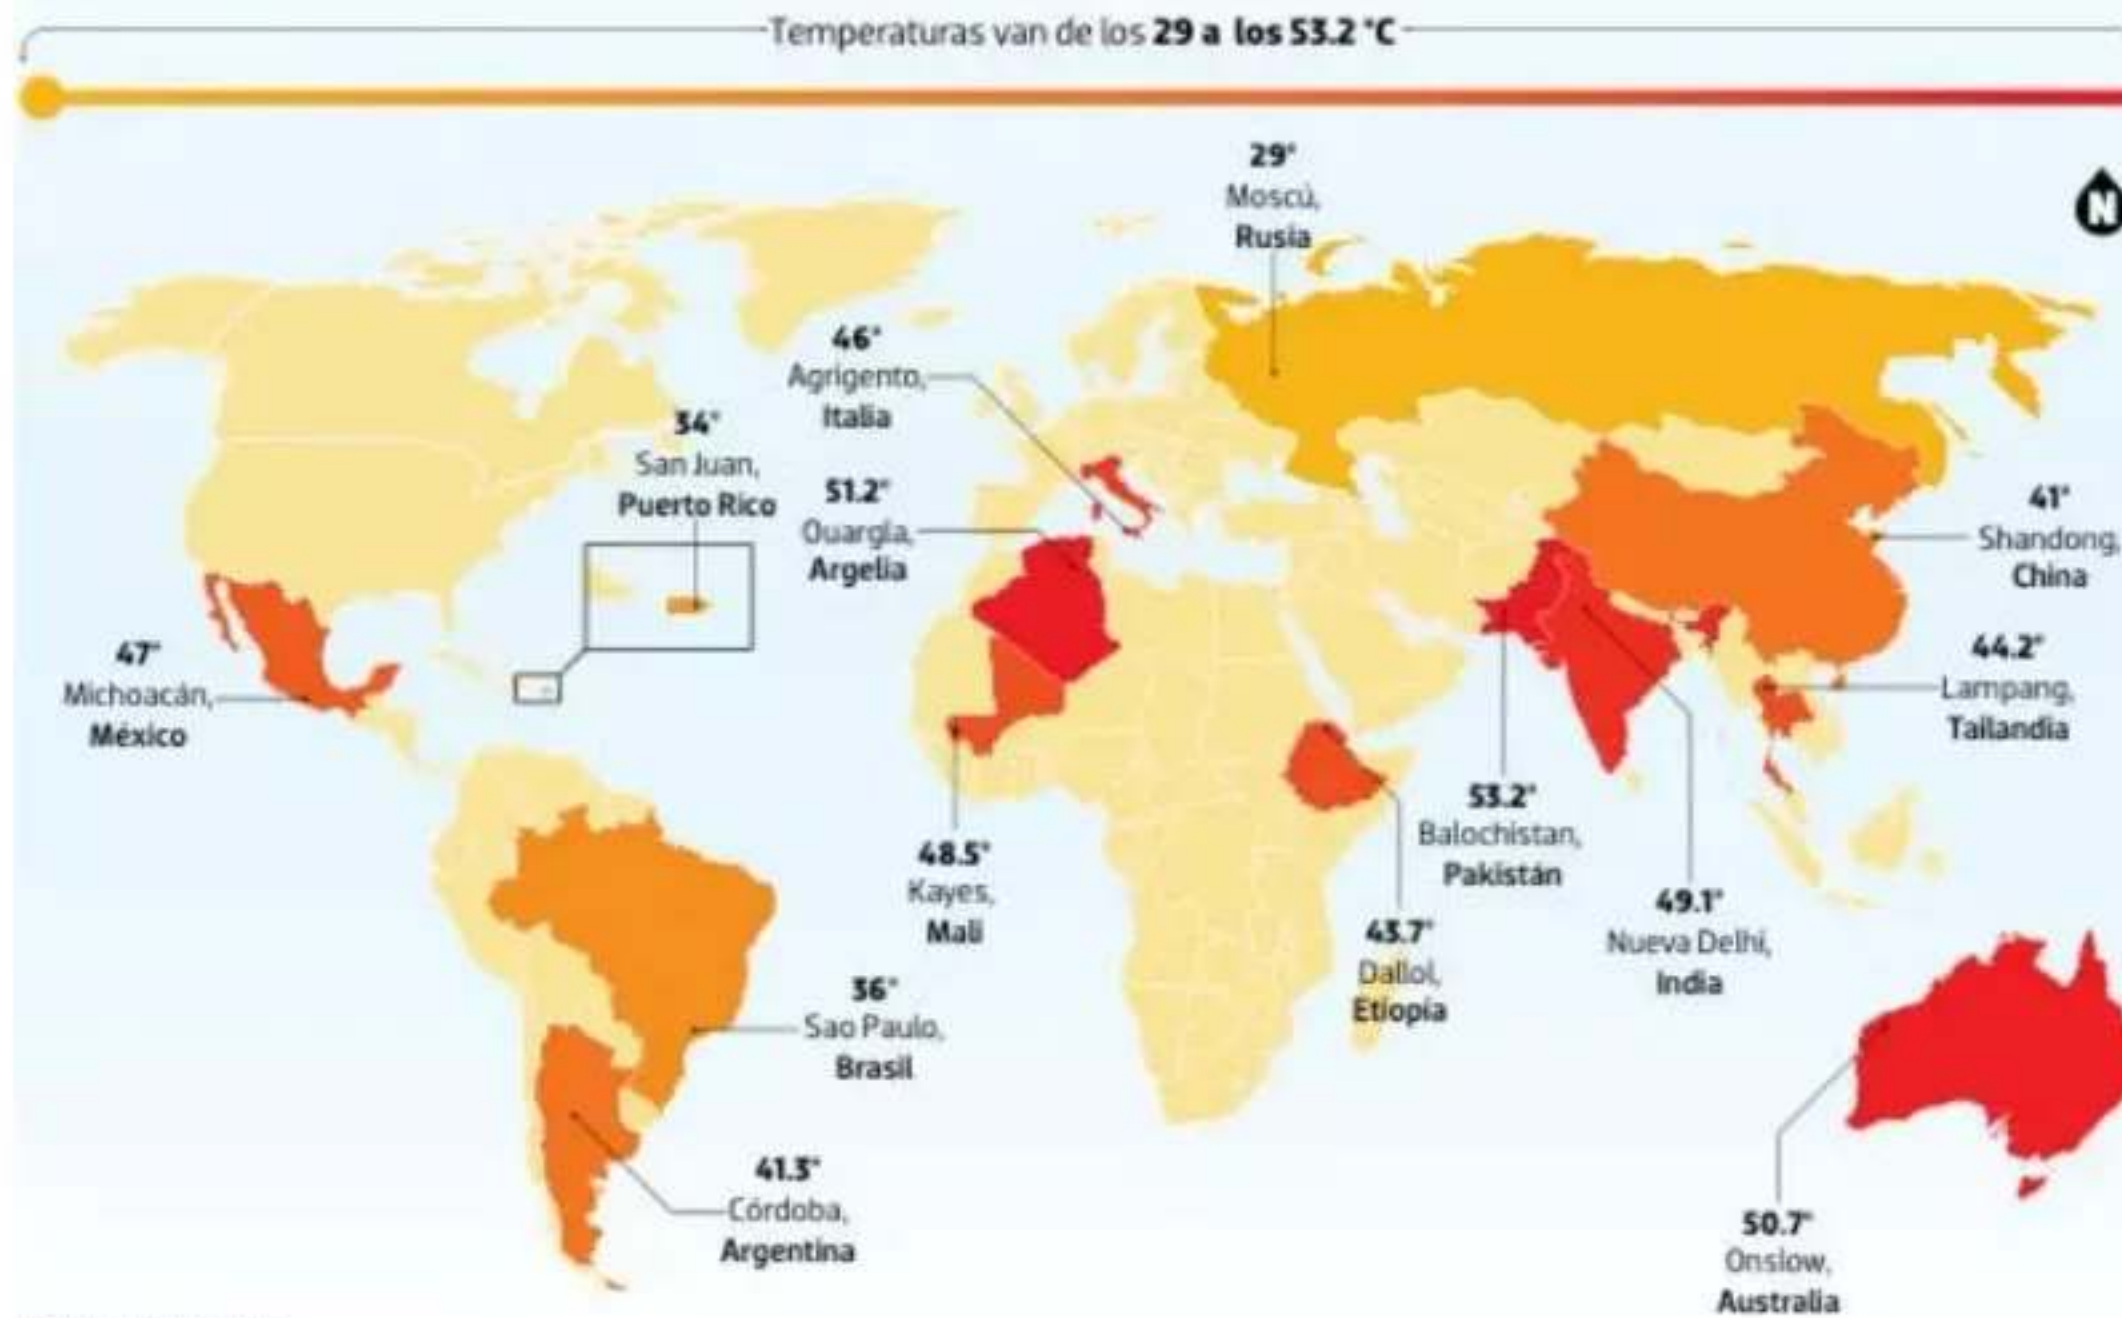 Temperaturas van de los 29 a los 53.2 °C
N
29°
Moscú,
Rusia
46°
Agrigento,
Italia
34°
San Juan,
Puerto Rico
51.2°
Ouargla,
Argelia
41°
Shandong,
China
47°
Michoacán,
México
44.2°
Lampang,
Tailandia
48.5°
Kayes,
Mali
53.2°
Balochistan,
Pakistán
49.1°
Nueva Delhi,
India
43.7°
Dallol,
Etiopía
36°
Sao Paulo,
Brasil
41.3°
Córdoba,
Argentina
50.7°
Onslow,
Australia